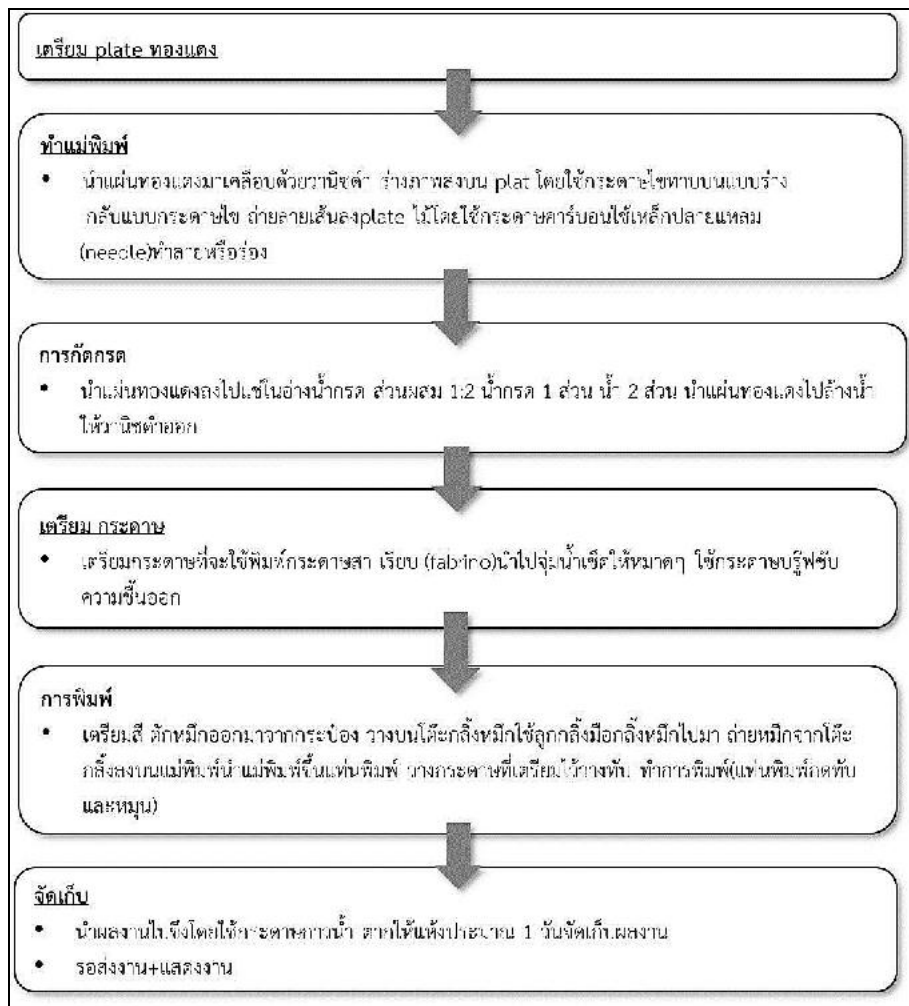 เตรียม plate ทองแดง
ทำแม่พิมพ์
• นำแผ่นทองแดงมาเคลือบด้วยวานิชดำ ร่างภาพลงบน plat โดยใช้กระดาษไขทาบบนแบบร่าง
กลับแบบกระดาษไข ถ่ายลายเส้นลงplate ไม้โดยใช้กระดาษคาร์บอนใช้เหล็กปลายแหลม
(needle)ทำลายหรือร่อง
การกัดกรด
• นำแผ่นทองแดงลงไปแช่ในอ่างน้ำกรด ส่วนผสม 1:2 น้ำกรด 1 ส่วน น้ำ 2 ส่วน นำแผ่นทองแดงไปล้างน้ำ
ให้วานิชดำออก
เตรียม กระดาษ
• เตรียมกระดาษที่จะใช้พิมพ์กระดาษสา เรียบ (fabrino)นำไปจุ่มน้ำเช็ดให้หมาดๆ ใช้กระดาษบรู๊ฟซับ
ความชื้นออก
การพิมพ์
• เตรียมสี ตักหมึกออกมาจากกระป๋อง วางบนโต๊ะกลิ้งหมึกใช้ลูกกลิ้งมือกลิ้งหมึกไปมา ถ่ายหมึกจากโต๊ะ
กลิ้งลงบนแม่พิมพ์นำแม่พิมพ์ขึ้นแท่นพิมพ์ วางกระดาษที่เตรียมไว้วางทับ ทำการพิมพ์(แท่นพิมพ์กดทับ
และหมุน)
จัดเก็บ
• นำผลงานไปขึงโดยใช้กระดาษกาวน้ำ ตากให้แห้งประมาณ 1 วันจัดเก็บผลงาน
• รอส่งงาน+แสดงงาน